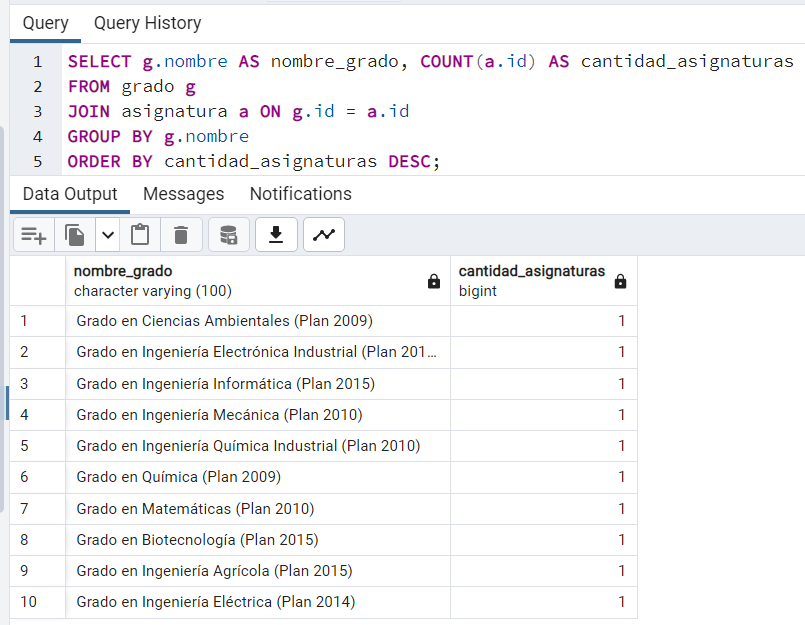 Query Query History
1 SELECT g.nombre AS nombre_grado, COUNT(a.id) AS cantidad_asignaturas
2 FROM grado g
3 JOIN asignatura a ON g.id = a.id
4 GROUP BY g.nombre
5 ORDER BY cantidad_asignaturas DESC;
Data Output Messages Notifications
nombre_grado cantidad_asignaturas
character varying (100) bigint
1 Grado en Ciencias Ambientales (Plan 2009) 1
2 Grado en Ingeniería Electrónica Industrial (Plan 201... 1
3 Grado en Ingeniería Informática (Plan 2015) 1
4 Grado en Ingeniería Mecánica (Plan 2010) 1
5 Grado en Ingeniería Química Industrial (Plan 2010) 1
6 Grado en Química (Plan 2009) 1
7 Grado en Matemáticas (Plan 2010) 1
8 Grado en Biotecnología (Plan 2015) 1
9 Grado en Ingeniería Agrícola (Plan 2015) 1
10 Grado en Ingeniería Eléctrica (Plan 2014) 1